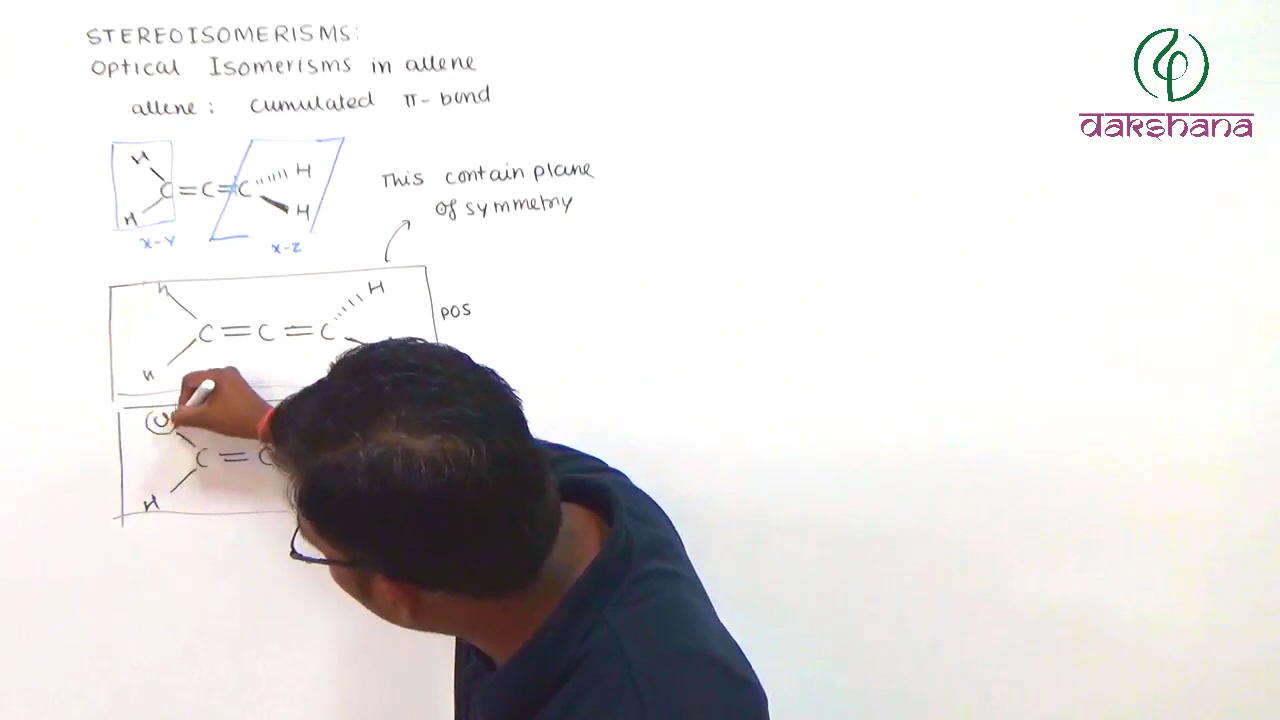 STEREOISOMERISMS:
Optical Isomerisms in allene
allene: cumulated π-bond
H
C=C=C
H
H
H
X-Y
X-Z
This contain plane
of symmetry
H
H
C=C=C
H
POS
C=C
H
dakshana